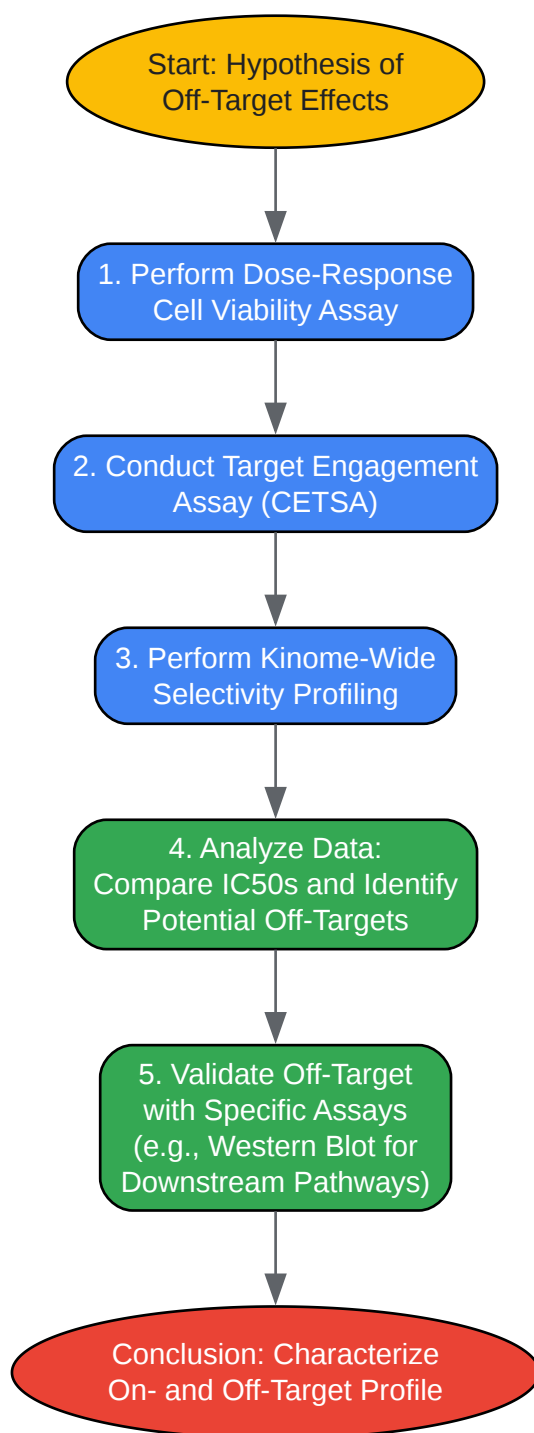 Start: Hypothesis of
Off-Target Effects
1. Perform Dose-Response
Cell Viability Assay
2. Conduct Target Engagement
Assay (CETSA)
3. Perform Kinome-Wide
Selectivity Profiling
4. Analyze Data:
Compare IC50s and Identify
Potential Off-Targets
5. Validate Off-Target
with Specific Assays
(e.g., Western Blot for
Downstream Pathways)
Conclusion: Characterize
On- and Off-Target Profile